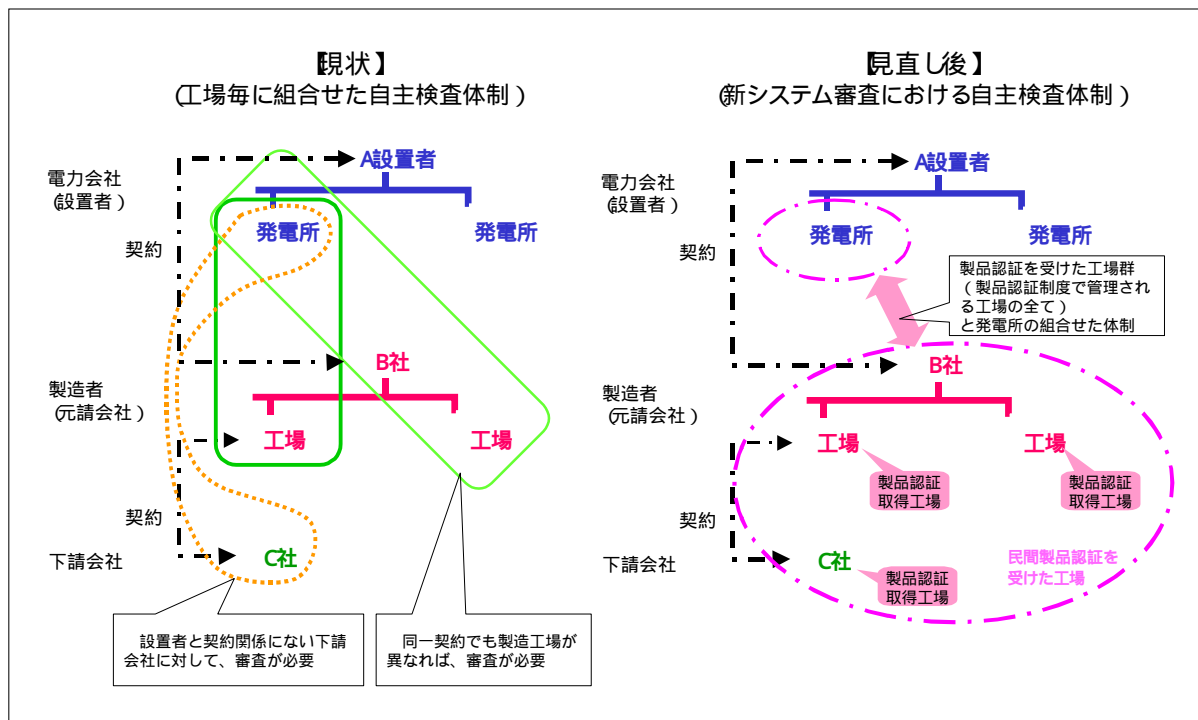 【現状】
(工場毎に組合せた自主検査体制)
電力会社
(設置者)
契約
製造者
(元請会社)
契約
下請会社
A設置者
発電所
発電所
B社
工場
工場
C社
設置者と契約関係にない下請
会社に対して、審査が必要
同一契約でも製造工場が
異なれば、審査が必要
【見直し後】
(新システム審査における自主検査体制)
電力会社
(設置者)
契約
製造者
(元請会社)
契約
下請会社
A設置者
発電所
発電所
製品認証を受けた工場群
(製品認証制度で管理され
る工場の全て)
と発電所の組合せた体制
B社
工場
工場
製品認証
取得工場
製品認証
取得工場
C社
製品認証
取得工場
民間製品認証を
受けた工場